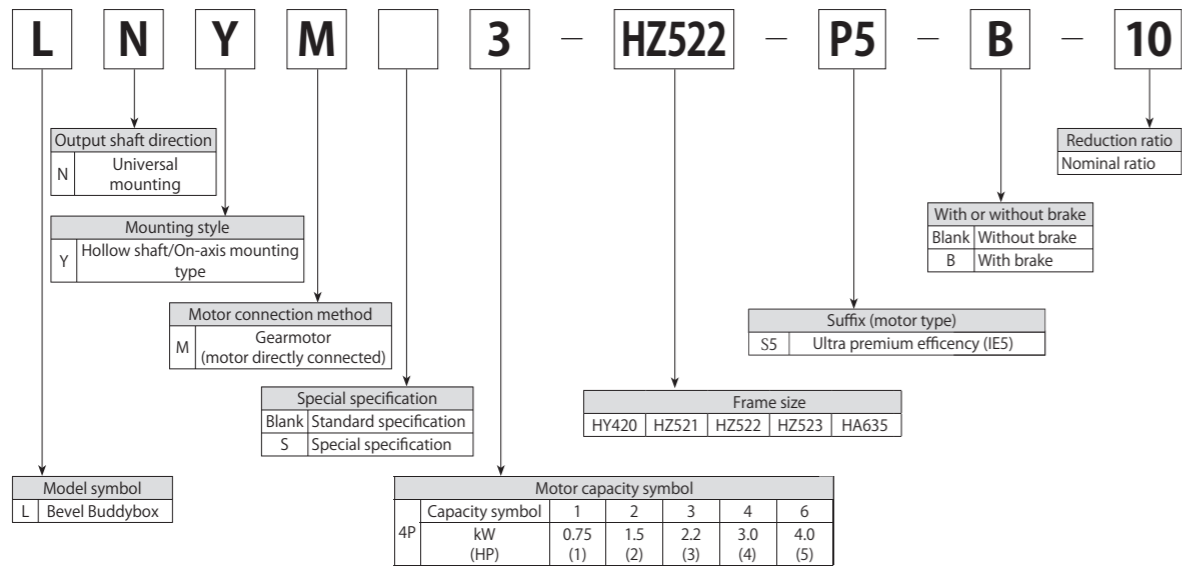 L N Y M 3 – HZ522 – P5 – B – 10
Output shaft direction
N Universal
mounting
Mounting style
Y Hollow shaft/On-axis mounting
type
Motor connection method
M Gearmotor
(motor directly connected)
Special specification
Blank Standard specification
S Special specification
Model symbol
L Bevel Buddybox
Motor capacity symbol
4P
Capacity symbol 1 2 3 4 6
kW 0.75 1.5 2.2 3.0 4.0
(HP) (1) (2) (3) (4) (5)
Frame size
HY420 HZ521 HZ522 HZ523 HA635
Suffix (motor type)
S5 Ultra premium efficency (IE5)
With or without brake
Blank Without brake
B With brake
Reduction ratio
Nominal ratio